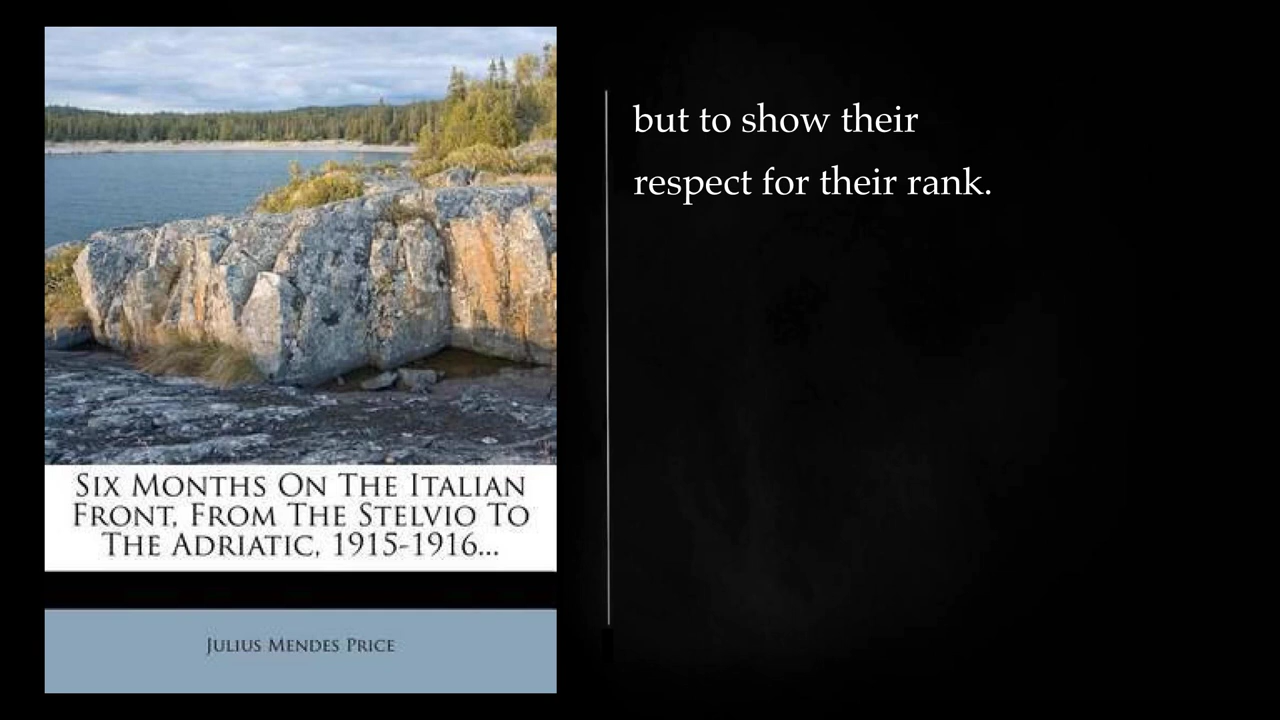 Six Months On The Italian
Front, From The Stelvio To
The Adriatic, 1915-1916...
Julius Mendes Price
but to show their
respect for their rank.